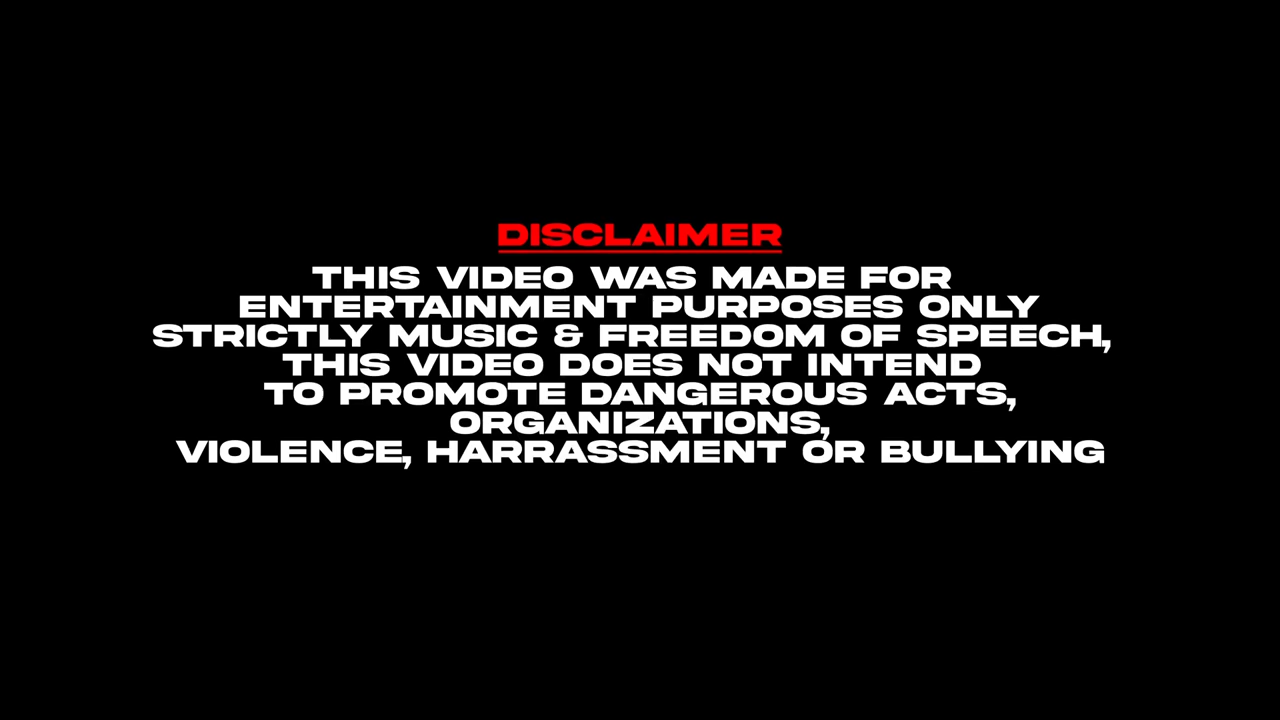 DISCLAIMER
THIS VIDEO WAS MADE FOR
ENTERTAINMENT PURPOSES ONLY
STRICTLY MUSIC & FREEDOM OF SPEECH,
THIS VIDEO DOES NOT INTEND
TO PROMOTE DANGEROUS ACTS,
ORGANIZATIONS,
VIOLENCE, HARRASSMENT OR BULLYING